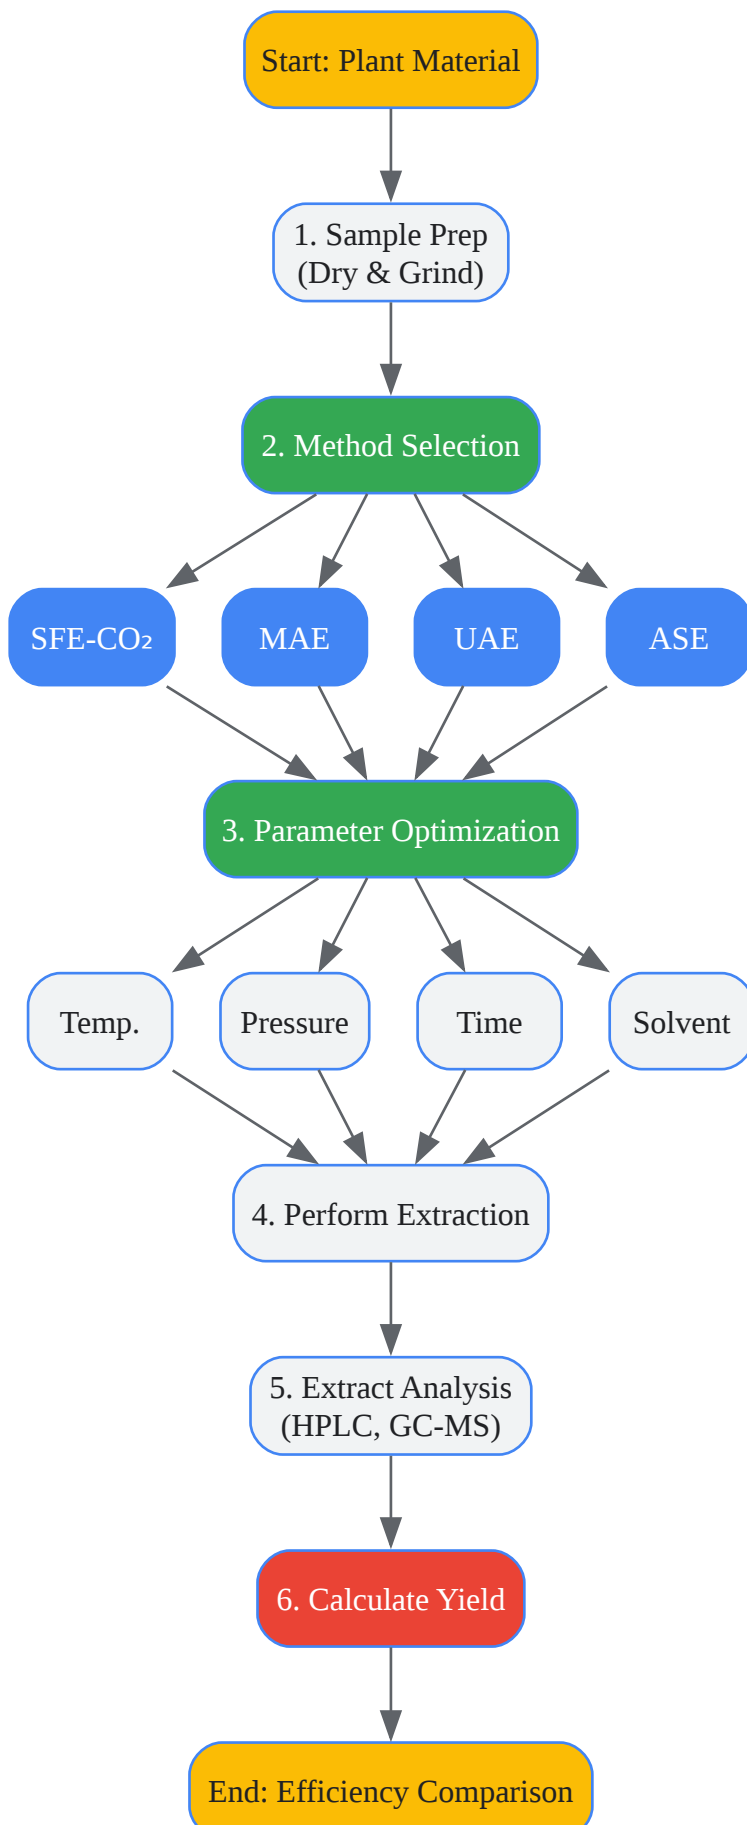 Start: Plant Material
1. Sample Prep
(Dry & Grind)
2. Method Selection
SFE-CO₂
MAE
UAE
ASE
3. Parameter Optimization
Temp.
Pressure
Time
Solvent
4. Perform Extraction
5. Extract Analysis
(HPLC, GC-MS)
6. Calculate Yield
End: Efficiency Comparison